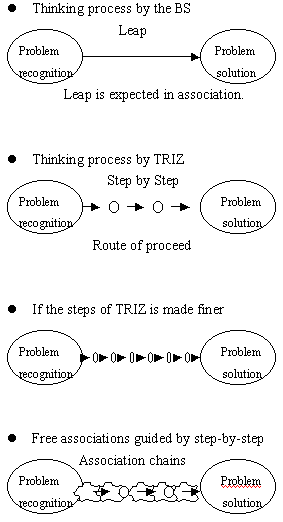 Thinking process by the BS
Leap
Problem
recognition
Problem
solution
Leap is expected in association.
Thinking process by TRIZ
Step by Step
Problem
recognition
Problem
solution
Route of proceed
If the steps of TRIZ is made finer
Problem
recognition
Problem
solution
Free associations guided by step-by-step
Association chains
Problem
recognition
Problem
solution